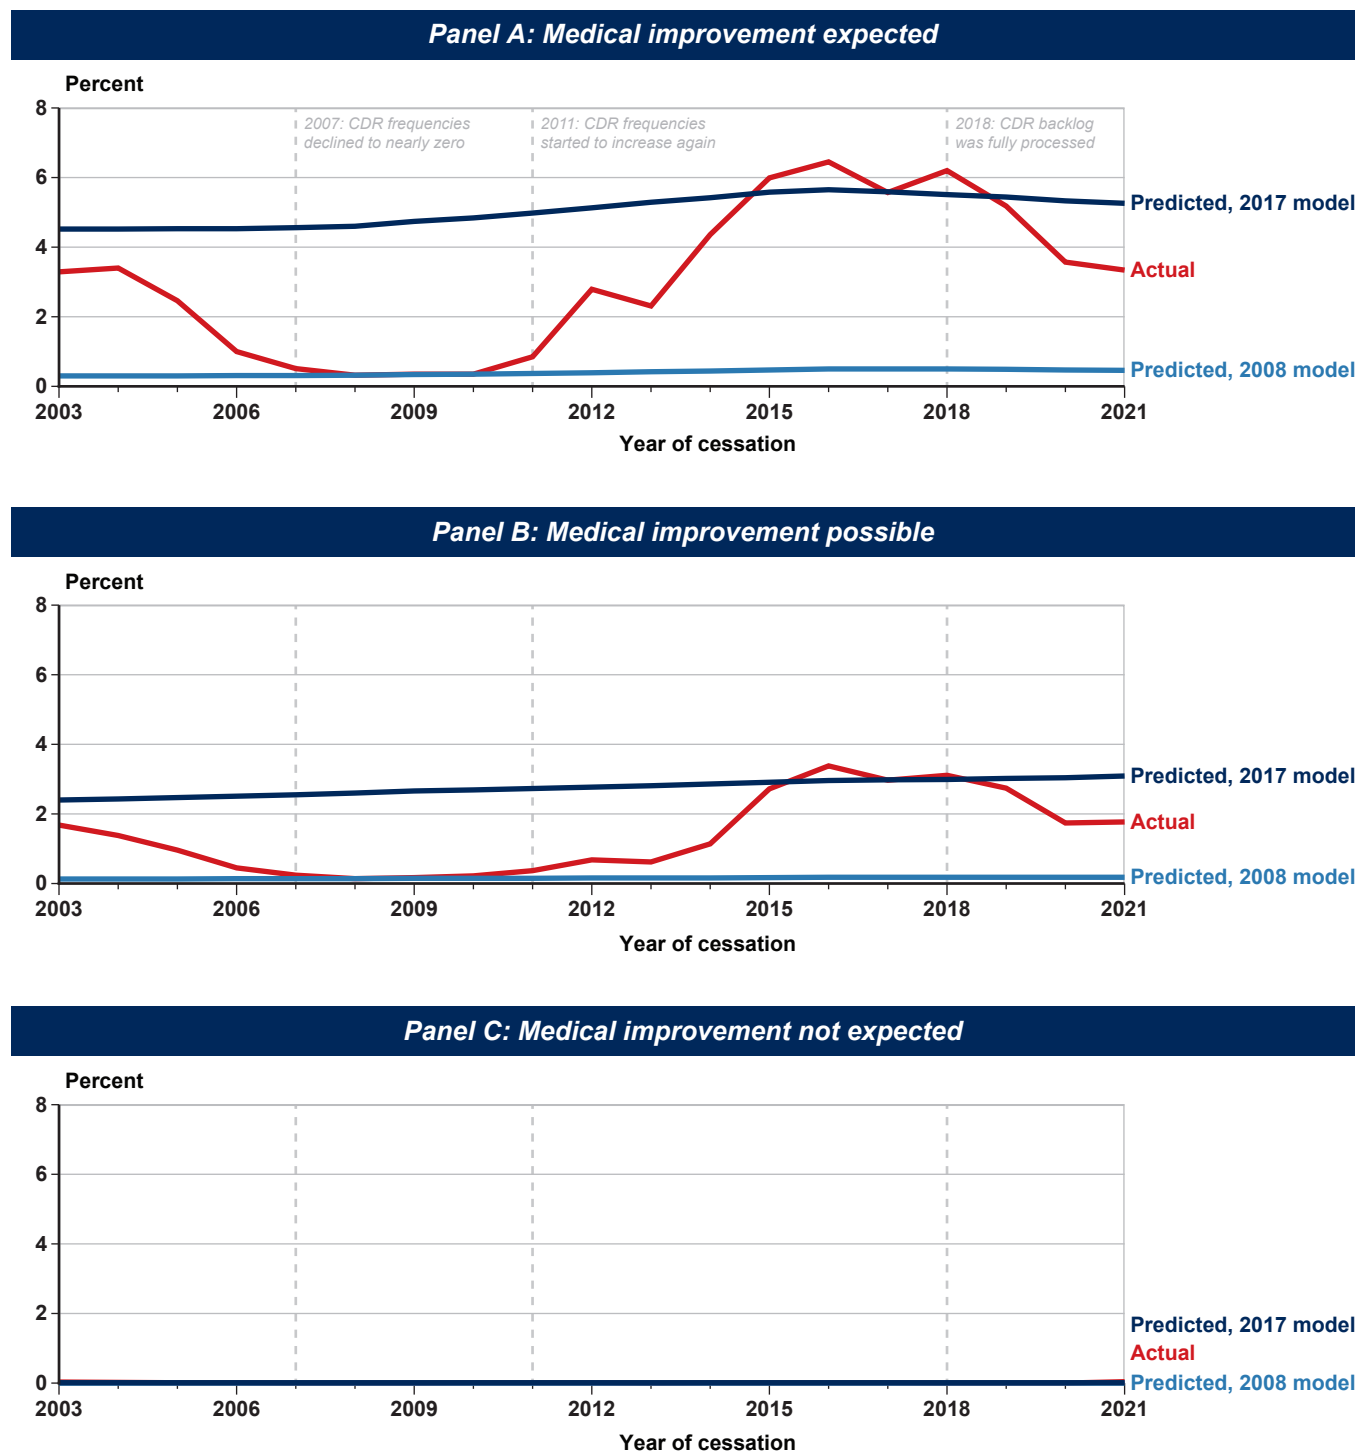 Panel A: Medical improvement expected
Percent
8
2007: CDR frequencies
declined to nearly zero
2011: CDR frequencies
started to increase again
2018: CDR backlog
was fully processed
6
Predicted, 2017 model
4
Actual
2
Predicted, 2008 model
0
2003 2006 2009 2012 2015 2018 2021
Year of cessation
Panel B: Medical improvement possible
Percent
8
6
4
Predicted, 2017 model
2
Actual
Predicted, 2008 model
0
2003 2006 2009 2012 2015 2018 2021
Year of cessation
Panel C: Medical improvement not expected
Percent
8
6
4
2
Predicted, 2017 model
Actual
Predicted, 2008 model
0
2003 2006 2009 2012 2015 2018 2021
Year of cessation